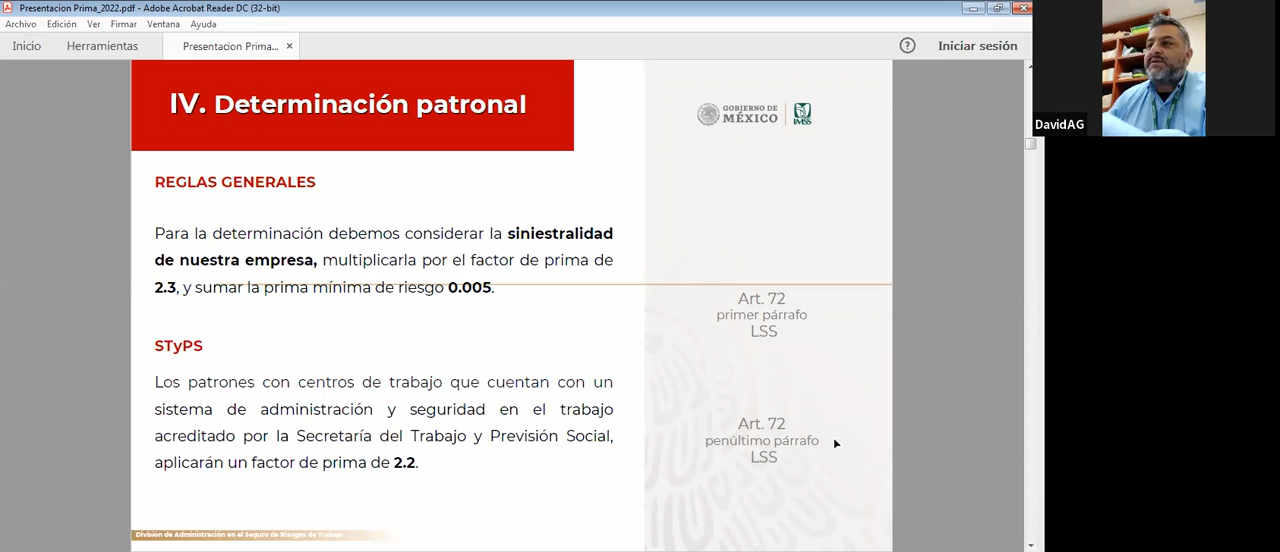 Presentacion Prima_2022.pdf - Adobe Acrobat Reader DC (32-bit)
Archivo Edición Ver Firmar Ventana Ayuda
Inicio Herramientas Presentacion Prima... × ? Iniciar sesión
IV. Determinación patronal
GOBIERNO DE
MÉXICO
IMSS
REGLAS GENERALES
Para la determinación debemos considerar la siniestralidad
de nuestra empresa, multiplicarla por el factor de prima de
2.3, y sumar la prima mínima de riesgo 0.005.
Art. 72
primer párrafo
LSS
STyPS
Los patrones con centros de trabajo que cuentan con un
sistema de administración y seguridad en el trabajo
acreditado por la Secretaría del Trabajo y Previsión Social,
aplicarán un factor de prima de 2.2.
Art. 72
penúltimo párrafo
LSS
División de Administración en el Seguro de Riesgos de Trabajo
DavidAG